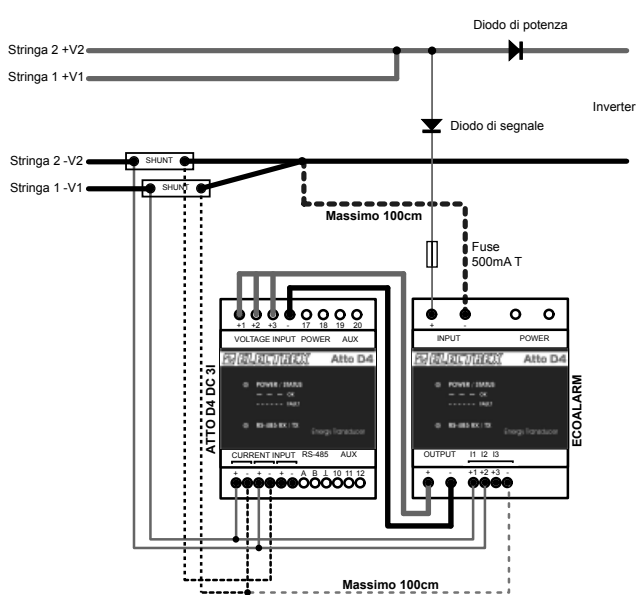 Diodo di potenza
Stringa 2 +V2
Stringa 1 +V1
Inverter
Diodo di segnale
Stringa 2 -V2
SHUNT
Stringa 1 -V1
SHUNT
Massimo 100cm
Fuse
500mA T
+1 +2 +3 - 17 18 19 20
VOLTAGE INPUT POWER AUX
+ -
INPUT POWER
ELECTREX Atto D4
ELECTREX Atto D4
POWER / STATUS
OK
FAULT
RS-485 RX / TX
Energy Transducer
POWER / STATUS
OK
FAULT
RS-485 RX / TX
Energy Transducer
ATTO D4 DC 3I
ECOALARM
CURRENT INPUT RS-485 AUX
+ - + - + - A B ⊥ 10 11 12
OUTPUT I1 I2 I3
+ - +1 +2 +3 -
Massimo 100cm